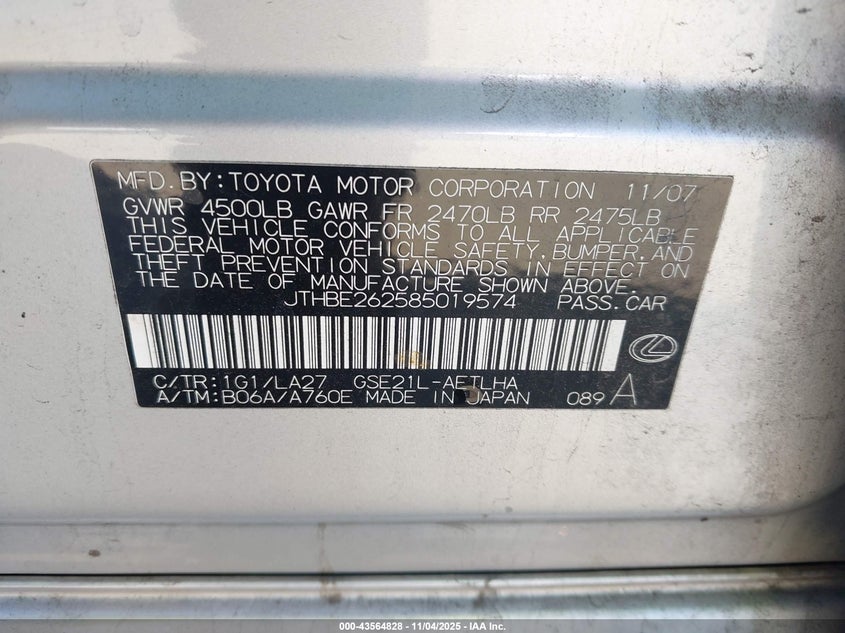 MFD.BY:TOYOTA MOTOR CORPORATION 11/07
GVWR 4500LB GAWR FR 2470LB RR 2475LB
THIS VEHICLE CONFORMS TO ALL APPLICABLE
FEDERAL MOTOR VEHICLE SAFETY,BUMPER,AND
THEFT PREVENTION STANDARDS IN EFFECT ON
THE DATE OF MANUFACTURE SHOWN ABOVE.
JTHBE262585019574 PASS.CAR
C/TR:1G1/LA27 GSE21L-AETLHA
A/TM:B06A/A760E MADE IN JAPAN 089 A
000-43564828 - 11/04/2025 - IAA